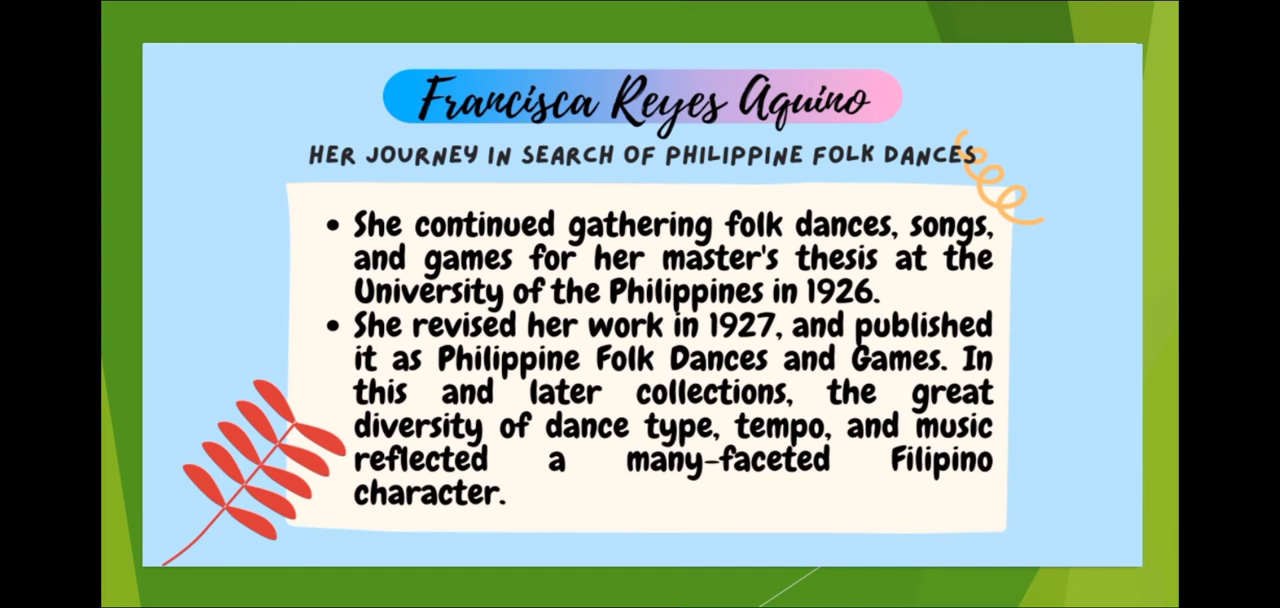 Francisca Reyes Aquino
HER JOURNEY IN SEARCH OF PHILIPPINE FOLK DANCES
• She continued gathering folk dances, songs,
and games for her master's thesis at the
University of the Philippines in 1926.
• She revised her work in 1927, and published
it as Philippine Folk Dances and Games. In
this and later collections, the great
diversity of dance type, tempo, and music
reflected a many-faceted Filipino
character.